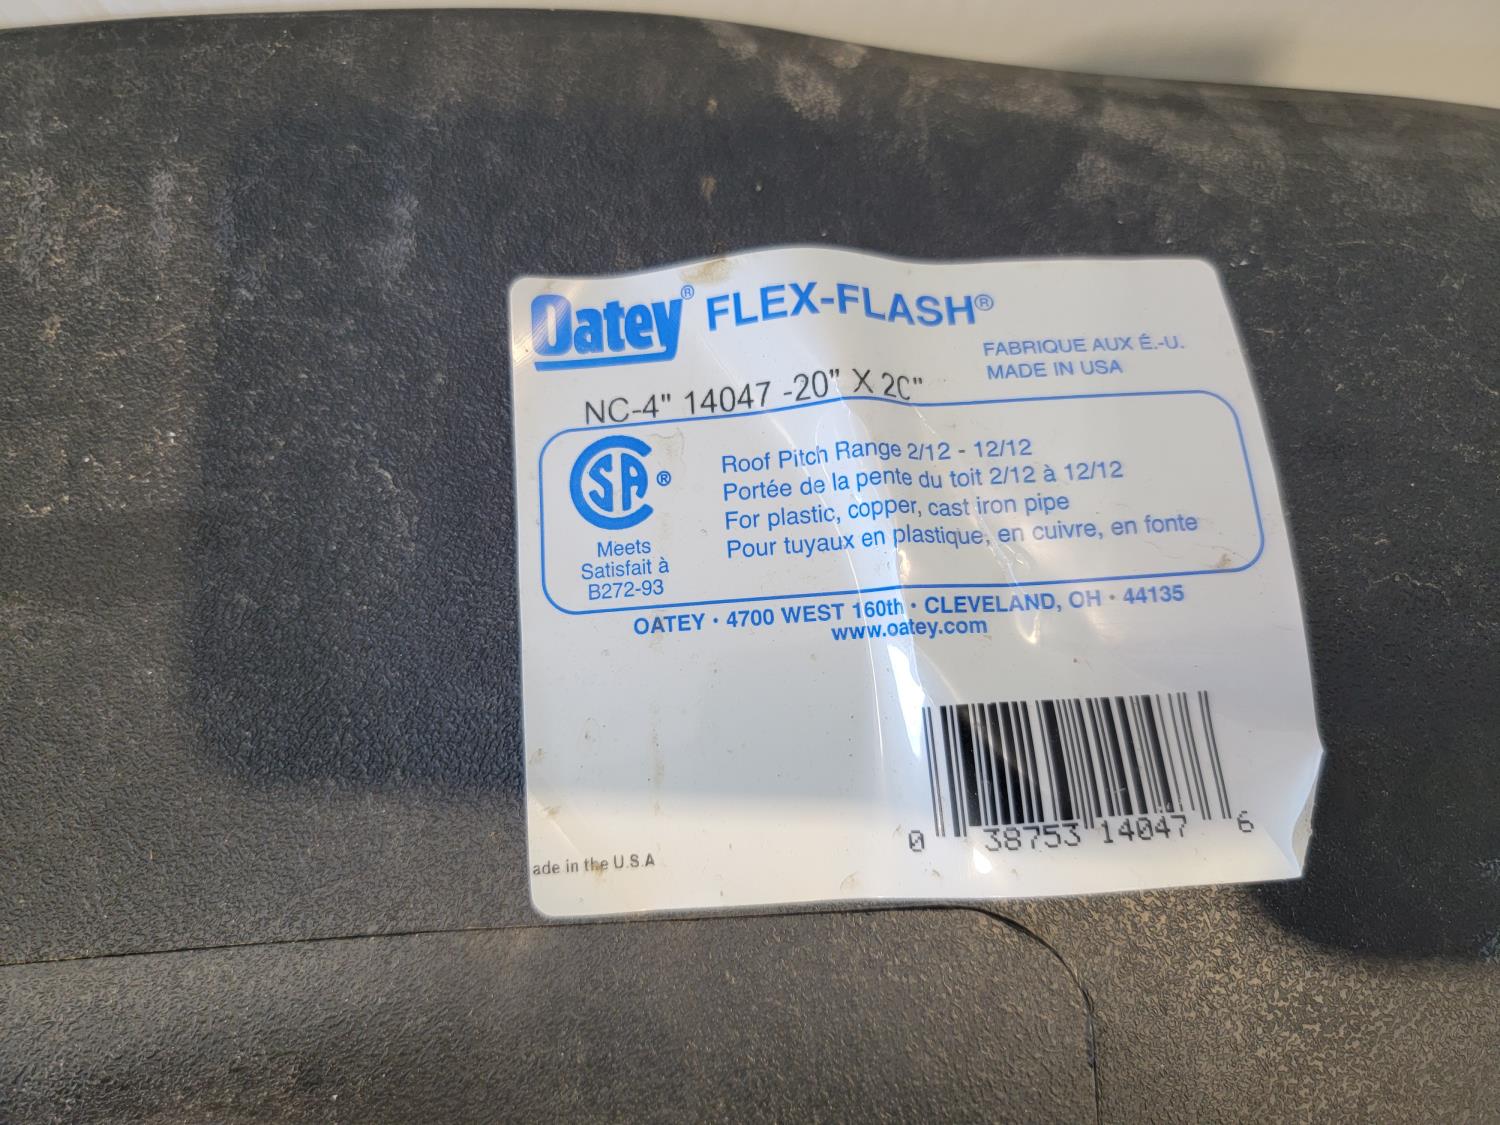 Oatey® FLEX-FLASH®
FABRIQUE AUX É.-U.
MADE IN USA
NC-4" 14047 -20" X 20"
CSA®
Meets
Satisfait à
B272-93
Roof Pitch Range 2/12 - 12/12
Portée de la pente du toit 2/12 à 12/12
For plastic, copper, cast iron pipe
Pour tuyaux en plastique, en cuivre, en fonte
OATEY • 4700 WEST 160th • CLEVELAND, OH • 44135
www.oatey.com
0 38753 14047 6
ade in the U.S.A